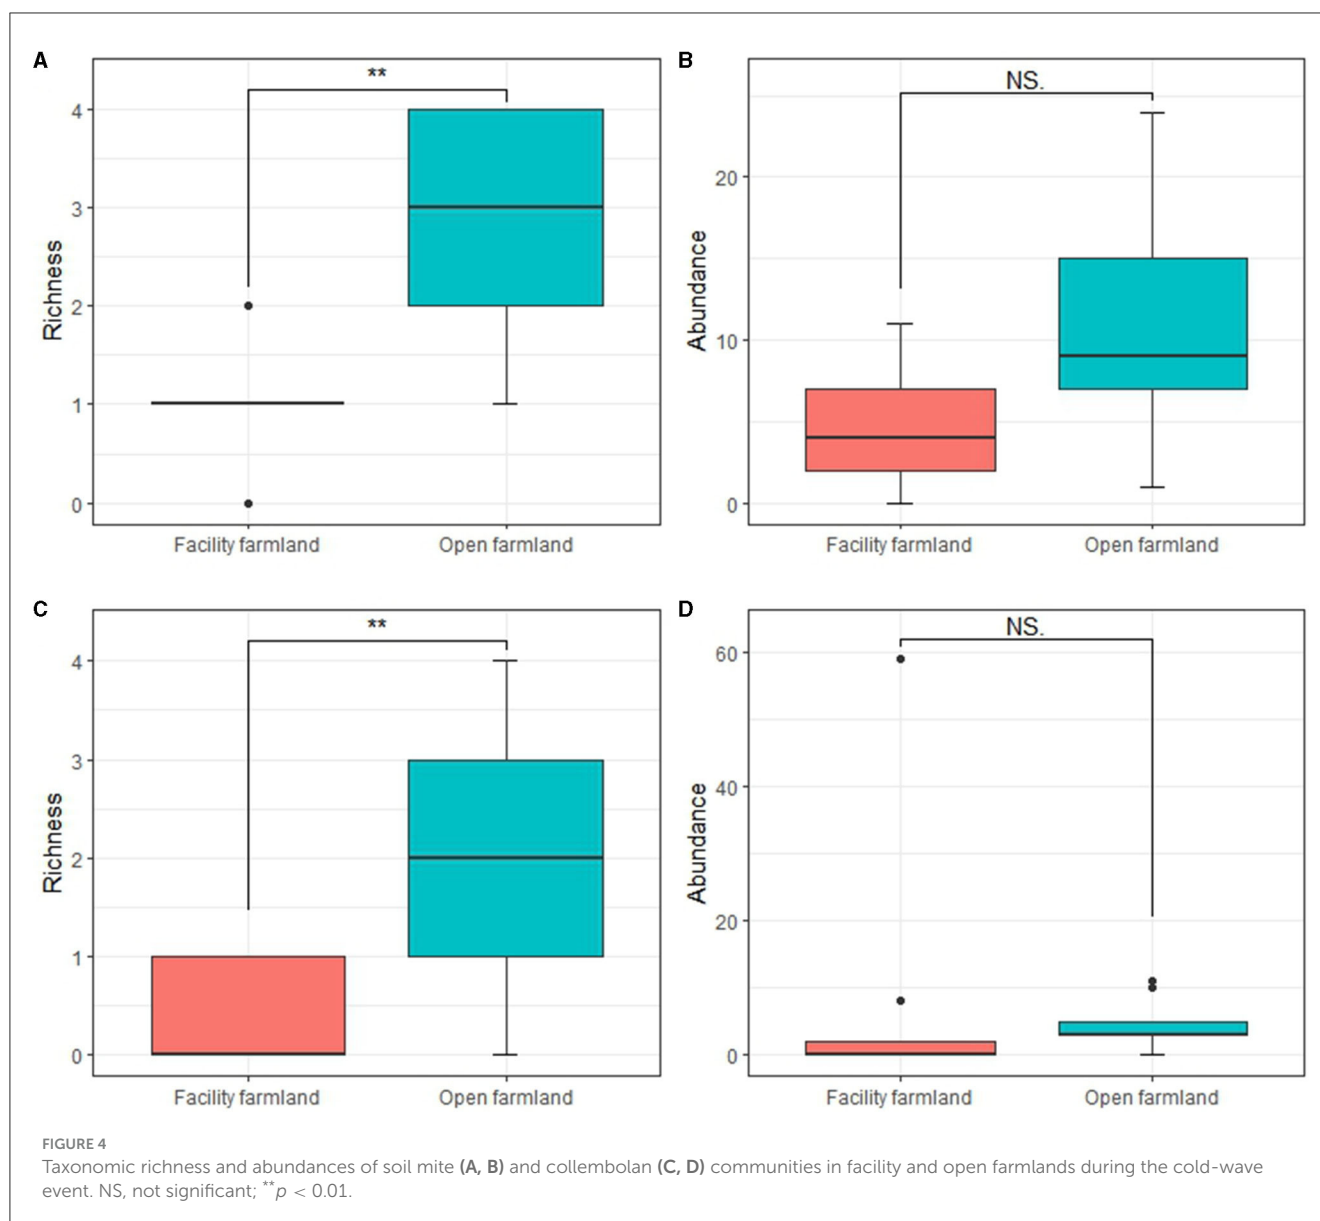 A
**
4
3
2
1
0
Richness
Facility farmland
Open farmland
B
NS.
20
10
0
Abundance
Facility farmland
Open farmland
C
**
4
3
2
1
0
Richness
Facility farmland
Open farmland
D
NS.
60
40
20
0
Abundance
Facility farmland
Open farmland
FIGURE 4
Taxonomic richness and abundances of soil mite (A, B) and collembolan (C, D) communities in facility and open farmlands during the cold-wave
event. NS, not significant; **p < 0.01.